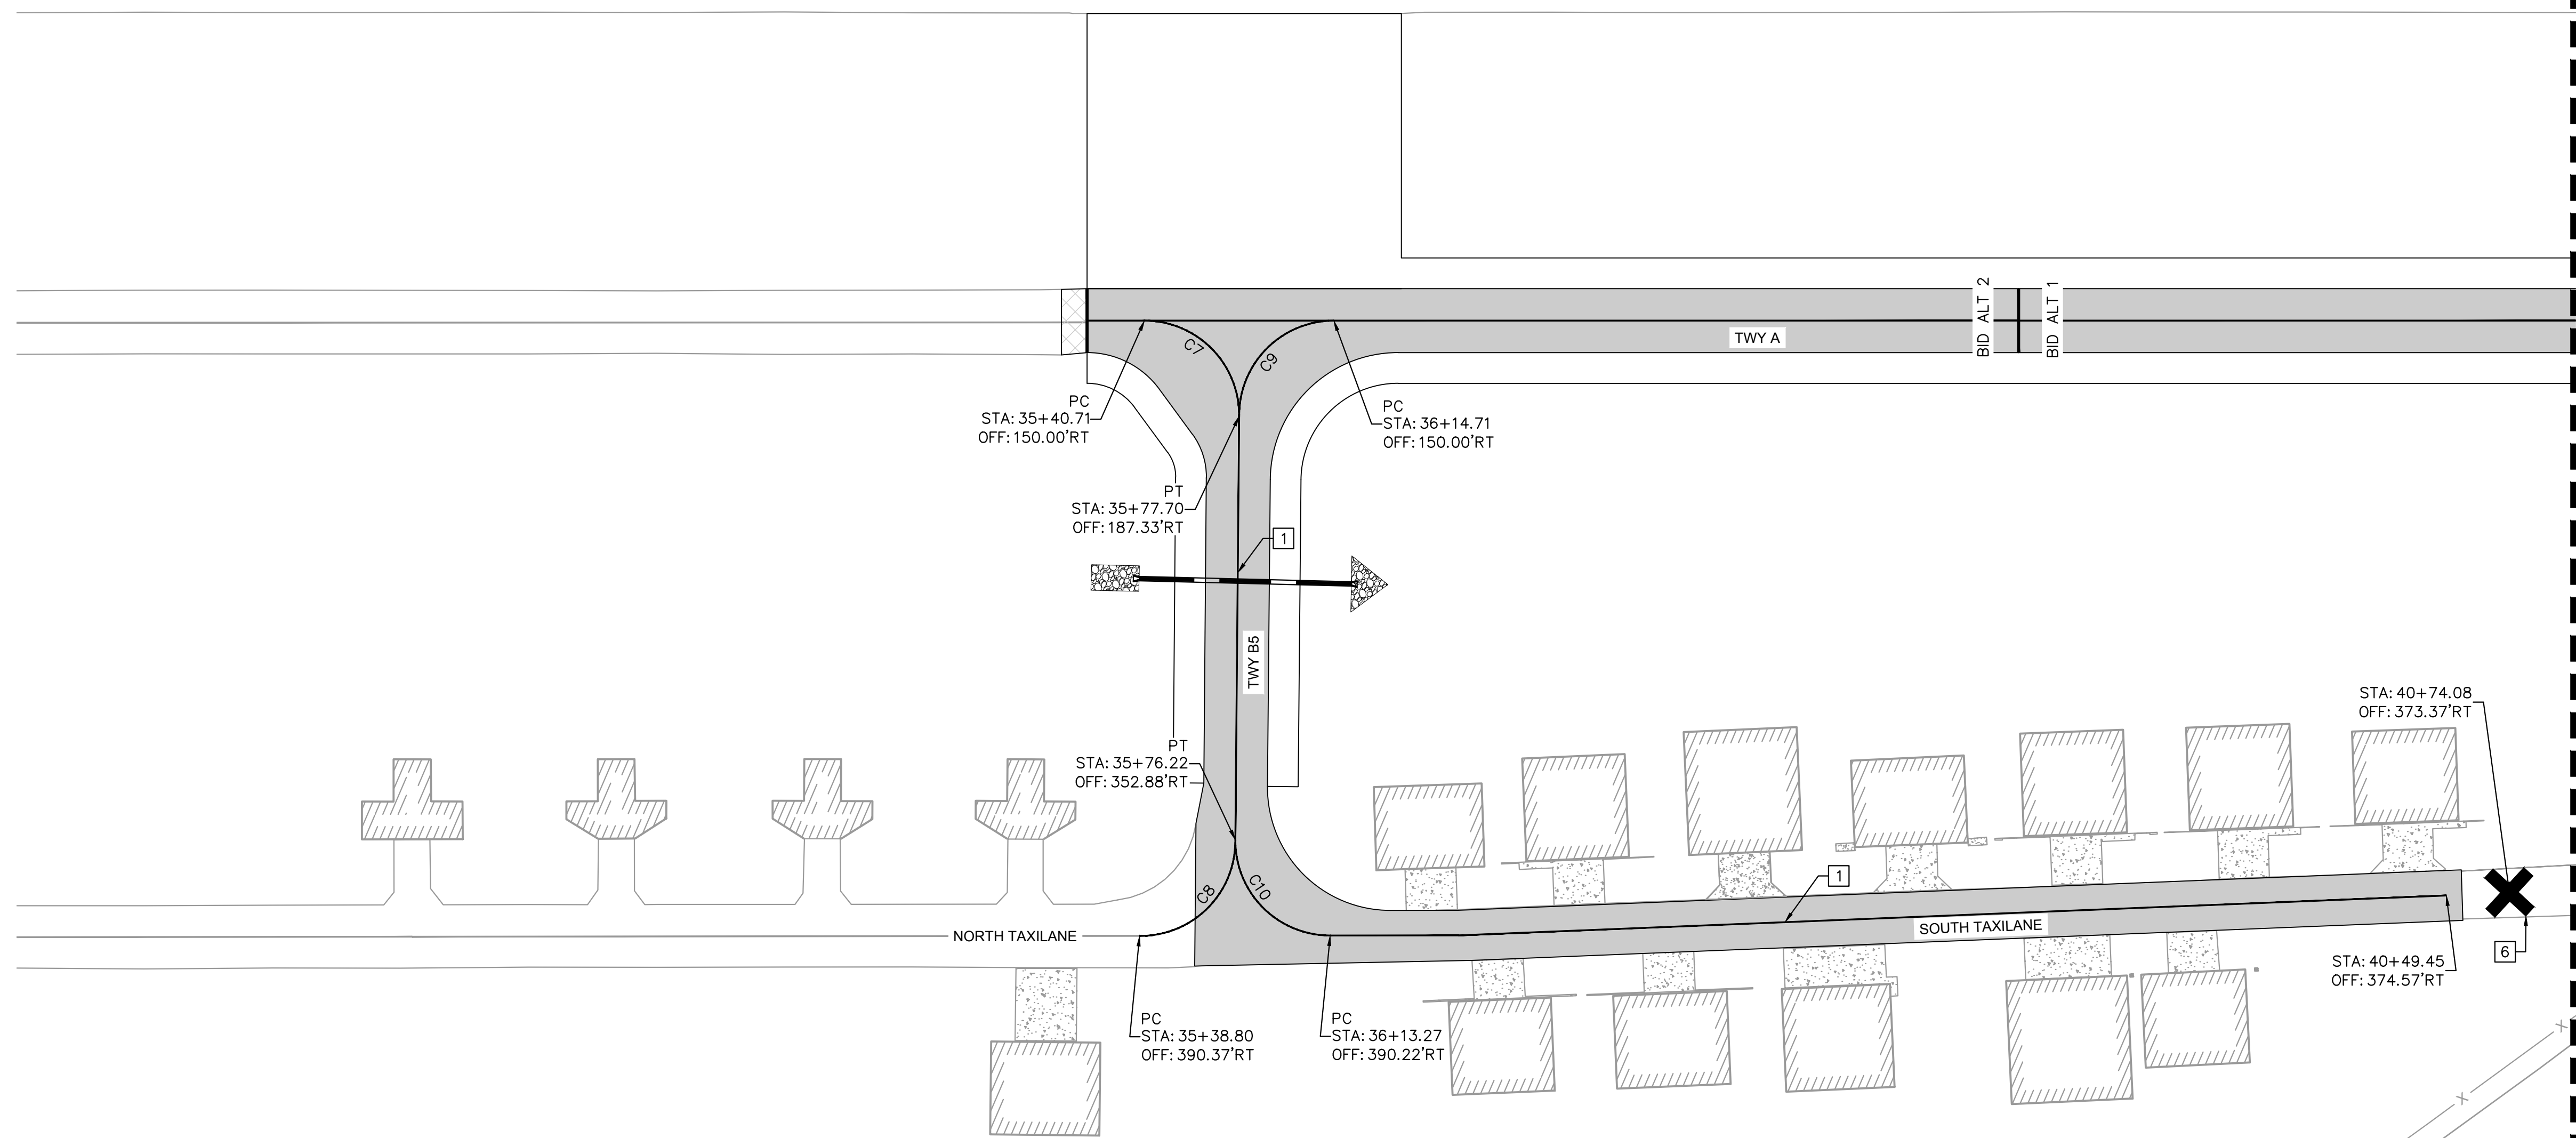 BID ALT 2
BID ALT 1
TWY A
C7
C9
PC
STA: 35+40.71
OFF: 150.00'RT
PC
STA: 36+14.71
OFF: 150.00'RT
PT
STA: 35+77.70
OFF: 187.33'RT
1
TWY B5
PT
STA: 35+76.22
OFF: 352.88'RT
STA: 40+74.08
OFF: 373.37'RT
C8
C10
1
NORTH TAXILANE
SOUTH TAXILANE
6
STA: 40+49.45
OFF: 374.57'RT
PC
STA: 35+38.80
OFF: 390.37'RT
PC
STA: 36+13.27
OFF: 390.22'RT
X
X